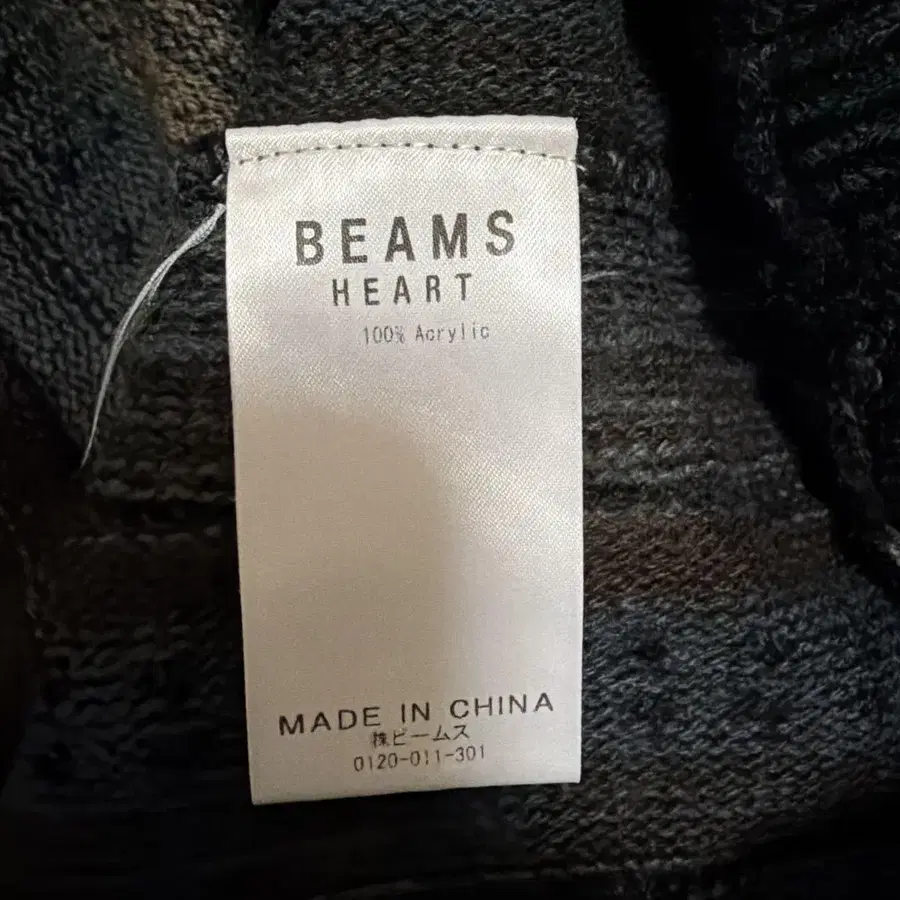 BEAMS
HEART
100% Acrylic
MADE IN CHINA
㈱ビームス
0120-011-301